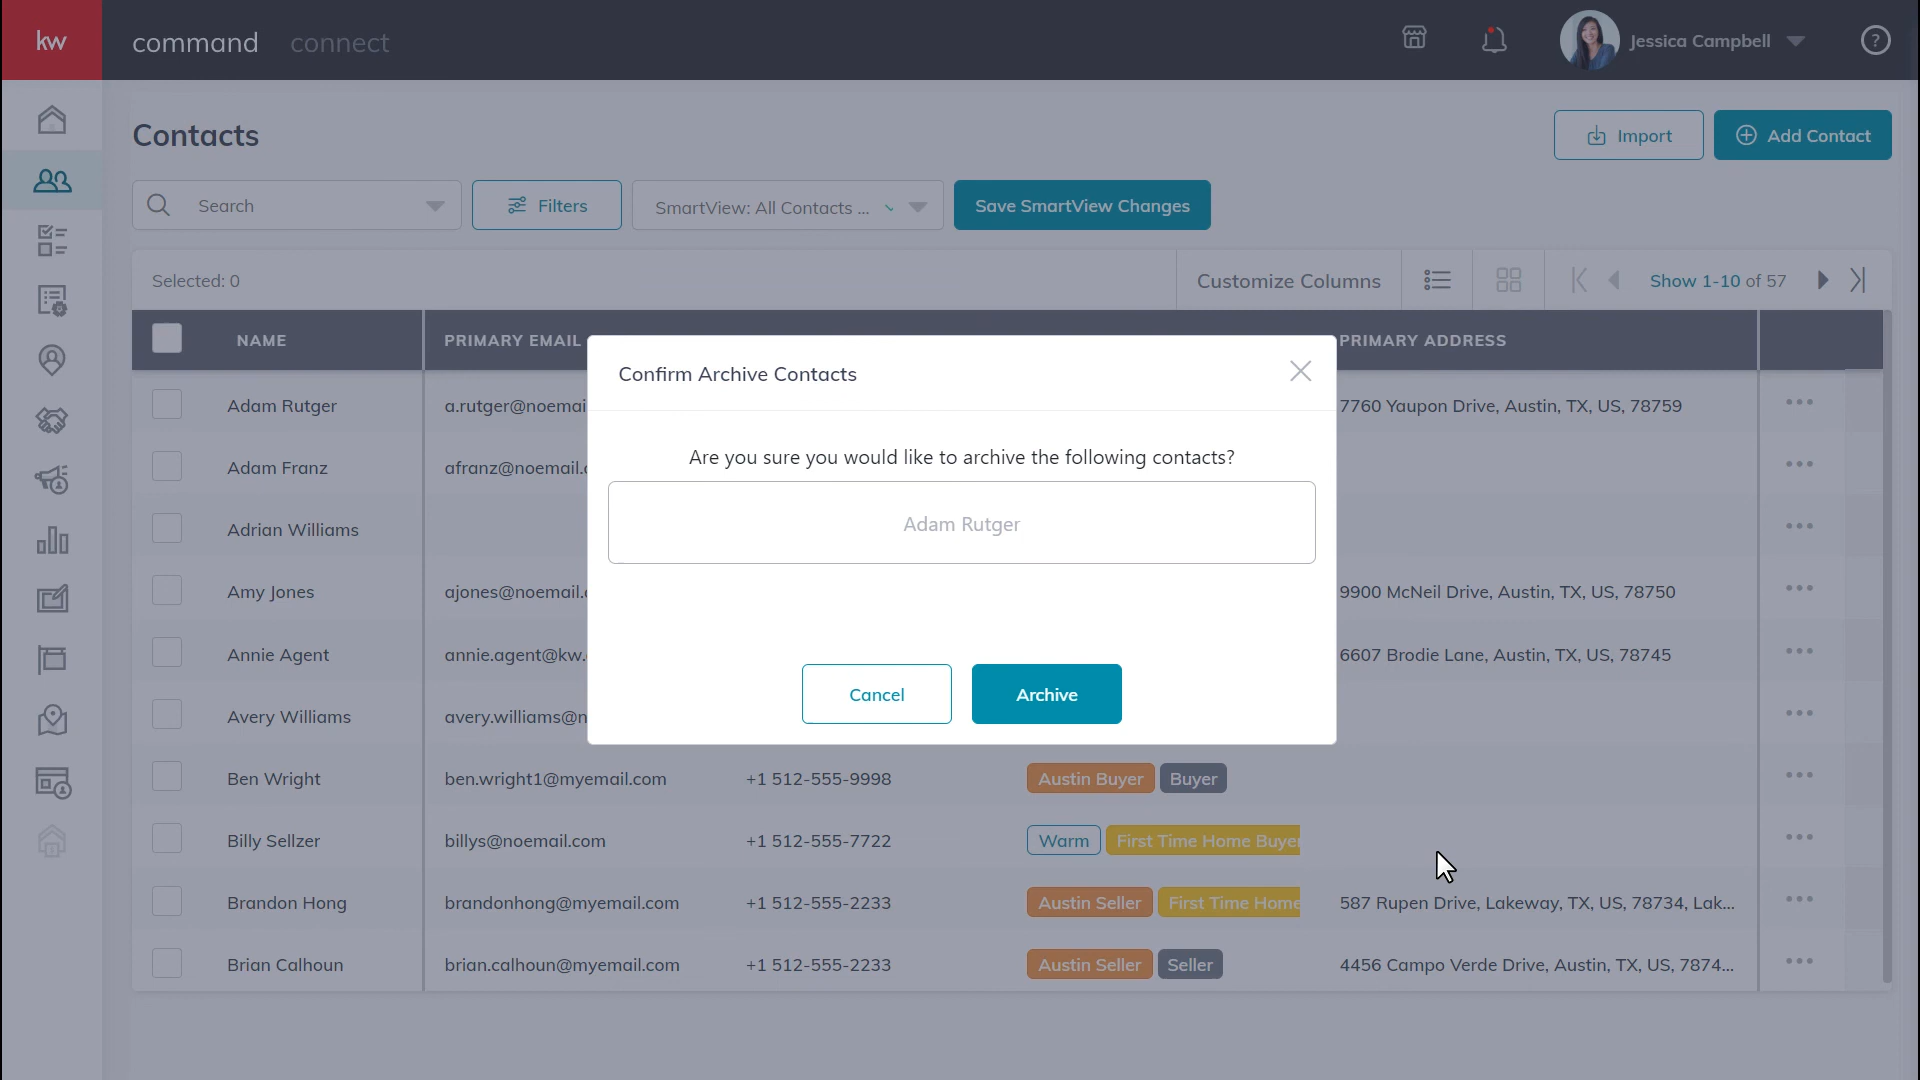 kw command connect Jessica Campbell ?
Contacts Import Add Contact
Search Filters SmartView: All Contacts ... Save SmartView Changes
Selected: 0 Customize Columns Show 1-10 of 57
NAME PRIMARY EMAIL PRIMARY ADDRESS
Confirm Archive Contacts
Are you sure you would like to archive the following contacts?
Adam Rutger
Cancel Archive
Adam Rutger a.rutger@noemai 7760 Yaupon Drive, Austin, TX, US, 78759
Adam Franz afranz@noemail.c
Adrian Williams
Amy Jones ajones@noemail.c 9900 McNeil Drive, Austin, TX, US, 78750
Annie Agent annie.agent@kw. 6607 Brodie Lane, Austin, TX, US, 78745
Avery Williams avery.williams@n
Ben Wright ben.wright1@myemail.com +1 512-555-9998 Austin Buyer Buyer
Billy Sellzer billys@noemail.com +1 512-555-7722 Warm First Time Home Buyer
Brandon Hong brandonhong@myemail.com +1 512-555-2233 Austin Seller First Time Home 587 Rupen Drive, Lakeway, TX, US, 78734, Lak...
Brian Calhoun brian.calhoun@myemail.com +1 512-555-2233 Austin Seller Seller 4456 Campo Verde Drive, Austin, TX, US, 7874...